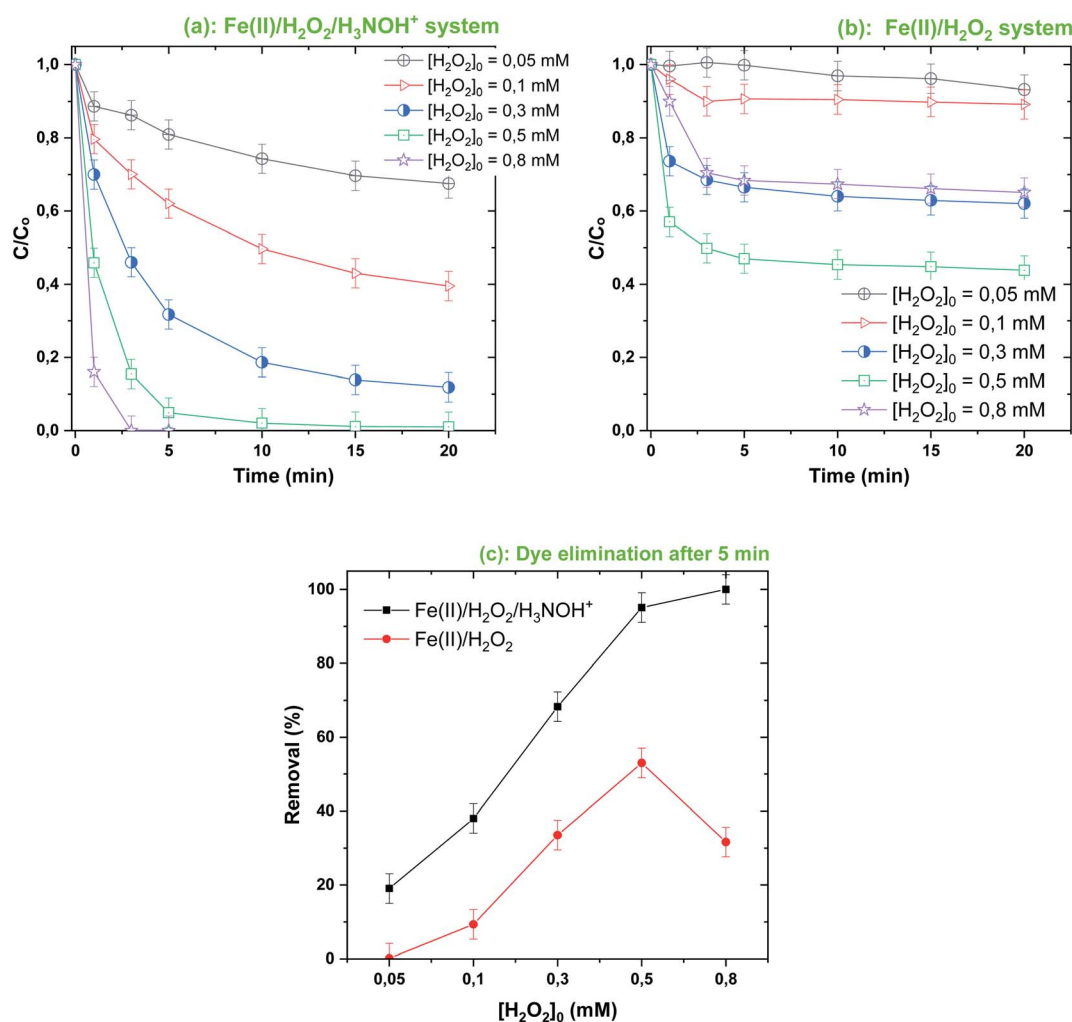 (a): Fe(II)/H₂O₂/H₃NOH⁺ system
1,0
0,8
0,6
0,4
0,2
0,0
C/Cₒ
[H₂O₂]₀ = 0,05 mM
[H₂O₂]₀ = 0,1 mM
[H₂O₂]₀ = 0,3 mM
[H₂O₂]₀ = 0,5 mM
[H₂O₂]₀ = 0,8 mM
0 5 10 15 20
Time (min)
(b): Fe(II)/H₂O₂ system
1,0
0,8
0,6
0,4
0,2
0,0
C/Cₒ
[H₂O₂]₀ = 0,05 mM
[H₂O₂]₀ = 0,1 mM
[H₂O₂]₀ = 0,3 mM
[H₂O₂]₀ = 0,5 mM
[H₂O₂]₀ = 0,8 mM
0 5 10 15 20
Time (min)
(c): Dye elimination after 5 min
100
80
60
40
20
0
Removal (%)
Fe(II)/H₂O₂/H₃NOH⁺
Fe(II)/H₂O₂
0,05 0,1 0,3 0,5 0,8
[H₂O₂]₀ (mM)